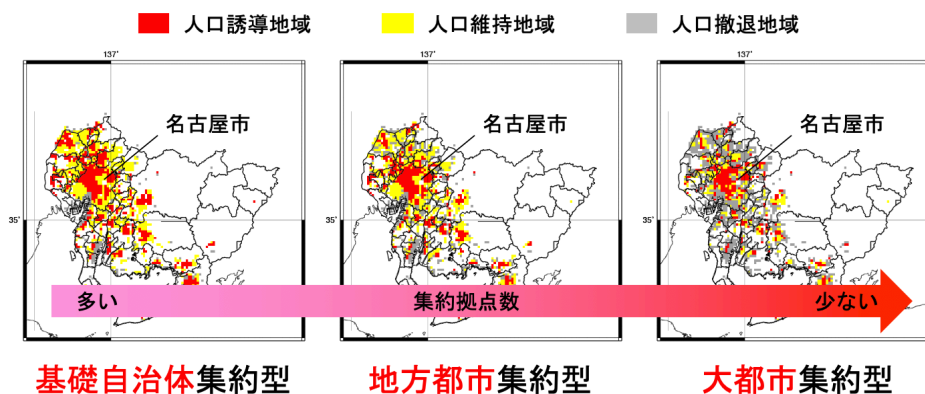 人口誘導地域 人口維持地域 人口撤退地域
137° 137° 137°
名古屋市 名古屋市 名古屋市
35° 35° 35°
多い 集約拠点数 少ない
基礎自治体集約型 地方都市集約型 大都市集約型